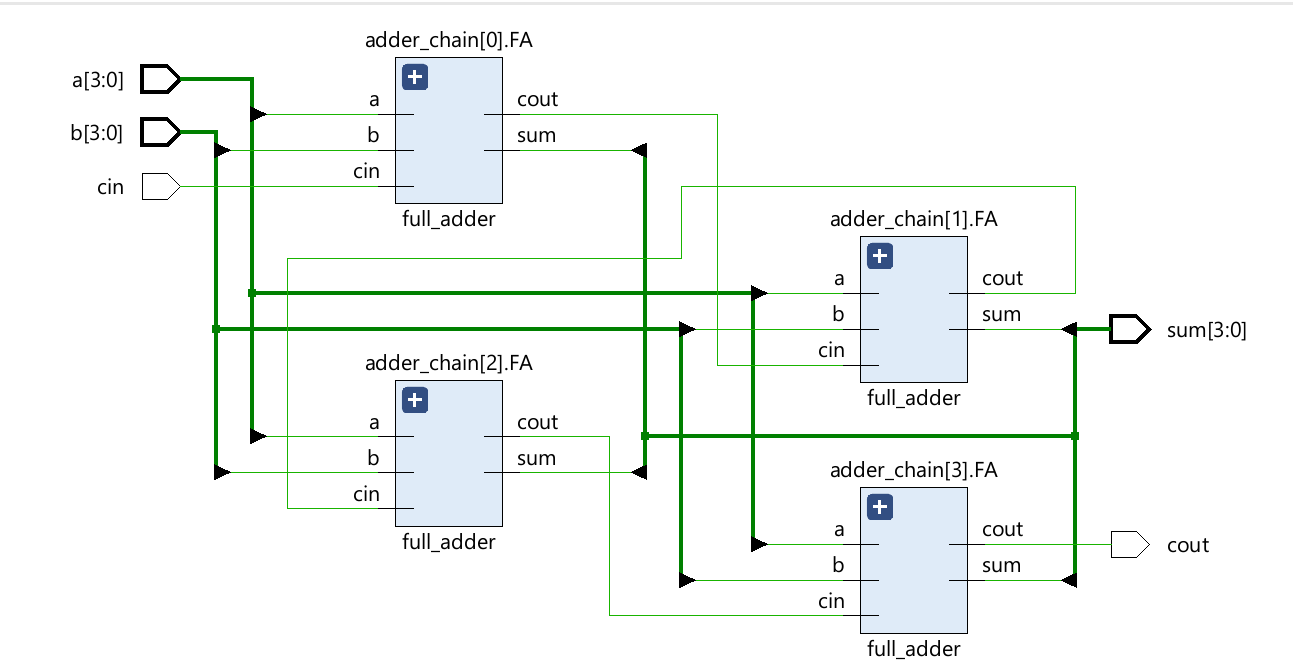 adder_chain[0].FA
a[3:0]
a
cout
b[3:0]
b
sum
cin
cin
full_adder
adder_chain[1].FA
a
cout
b
sum
sum[3:0]
cin
full_adder
adder_chain[2].FA
a
cout
b
sum
cin
full_adder
adder_chain[3].FA
a
cout
cout
b
sum
cin
full_adder